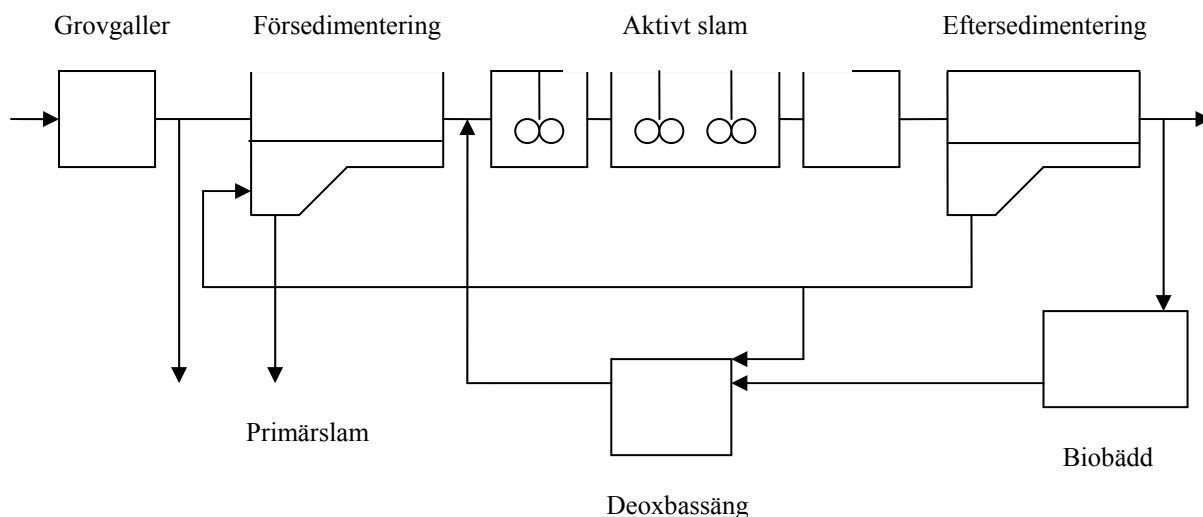 Grovgaller
Försedimentering
Aktivt slam
Eftersedimentering
Primärslam
Biobädd
Deoxbassäng